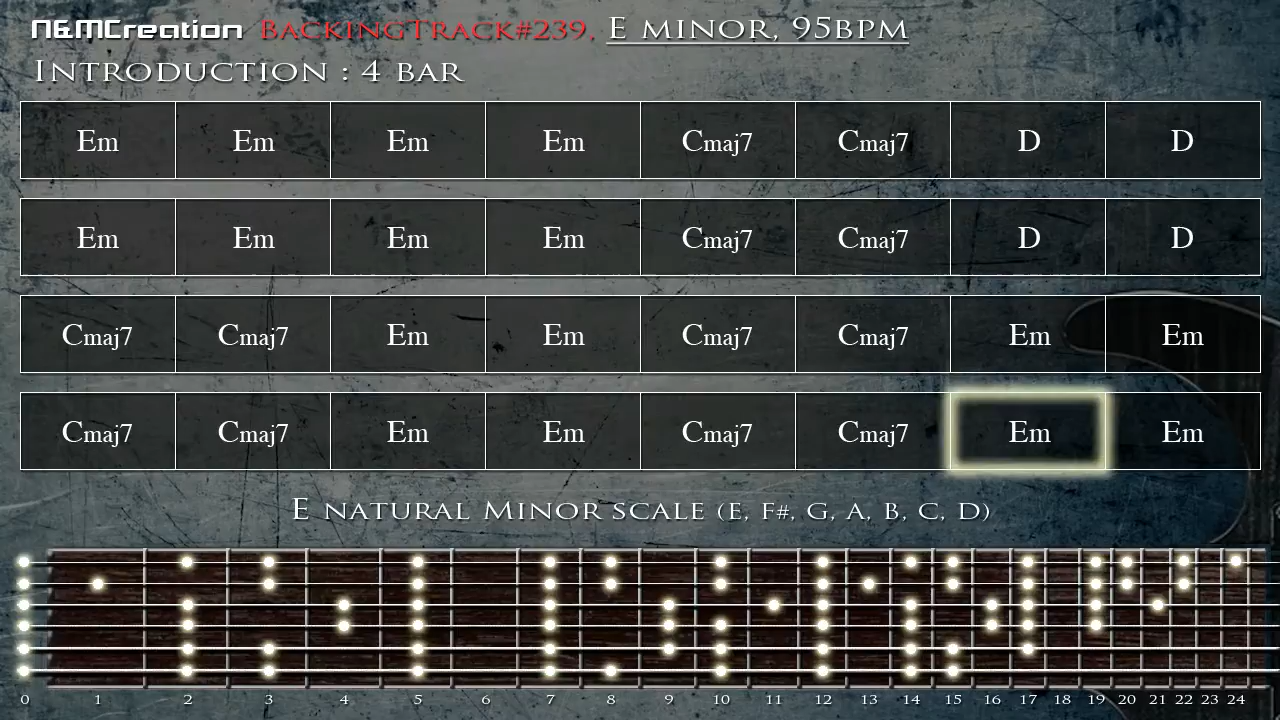 N&MCreation BackingTrack#239, E minor, 95bpm
Introduction : 4 bar
Em Em Em Em Cmaj7 Cmaj7 D D
Em Em Em Em Cmaj7 Cmaj7 D D
Cmaj7 Cmaj7 Em Em Cmaj7 Cmaj7 Em Em
Cmaj7 Cmaj7 Em Em Cmaj7 Cmaj7 Em Em
E natural Minor scale (E, F#, G, A, B, C, D)
0 1 2 3 4 5 6 7 8 9 10 11 12 13 14 15 16 17 18 19 20 21 22 23 24